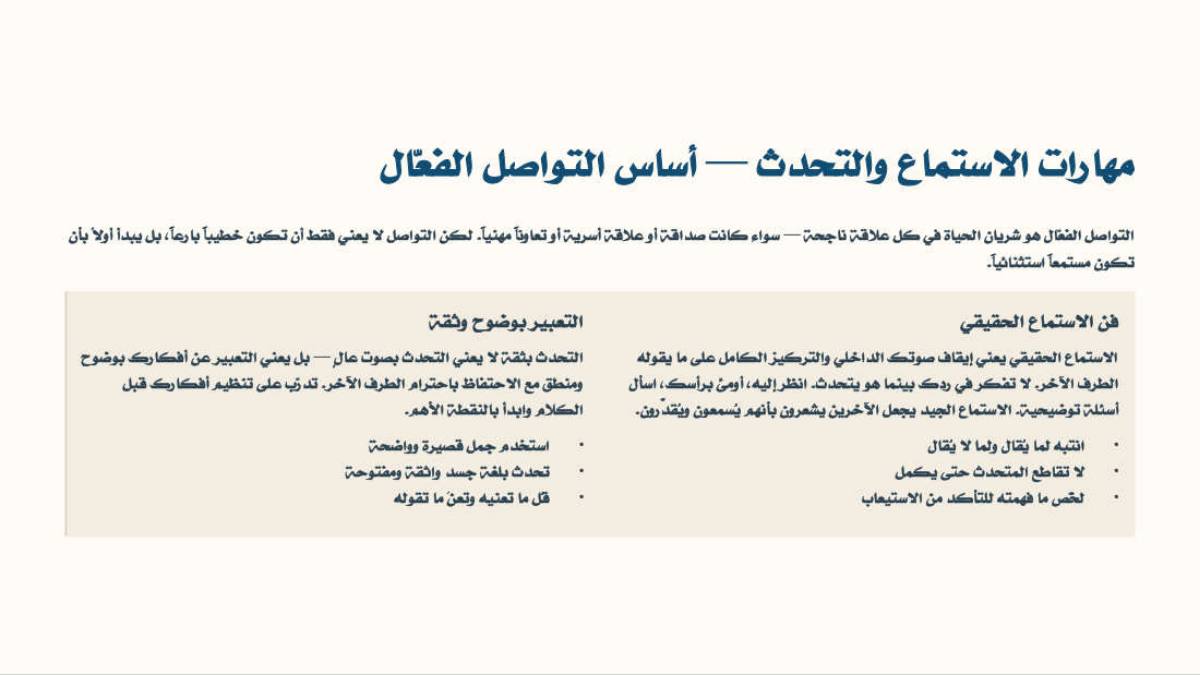 مهارات الاستماع والتحدث — أساس التواصل الفعّال
التواصل الفعّال هو شريان الحياة في كل علاقة ناجحة — سواء كانت صداقة أو علاقة أسرية أو تعاوناً مهنياً. لكن التواصل لا يعني فقط أن تكون خطيباً بارعاً، بل يبدأ أولاً بأن
تكون مستمعاً استثنائياً.
فن الاستماع الحقيقي
الاستماع الحقيقي يعني إيقاف صوتك الداخلي والتركيز الكامل على ما يقوله
الطرف الآخر. لا تفكر في ردك بينما هو يتحدث. انظر إليه، أومئ برأسك، اسأل
أسئلة توضيحية. الاستماع الجيد يجعل الآخرين يشعرون بأنهم يُسمعون ويُقدّرون.
• انتبه لما يُقال ولما لا يُقال
• لا تقاطع المتحدث حتى يكمل
• لخّص ما فهمته للتأكد من الاستيعاب
التعبير بوضوح وثقة
التحدث بثقة لا يعني التحدث بصوت عالٍ — بل يعني التعبير عن أفكارك بوضوح
ومنطق مع الاحتفاظ باحترام الطرف الآخر. تدرّب على تنظيم أفكارك قبل
الكلام وابدأ بالنقطة الأهم.
• استخدم جمل قصيرة وواضحة
• تحدث بلغة جسد واثقة ومفتوحة
• قل ما تعنيه وتعنَ ما تقوله